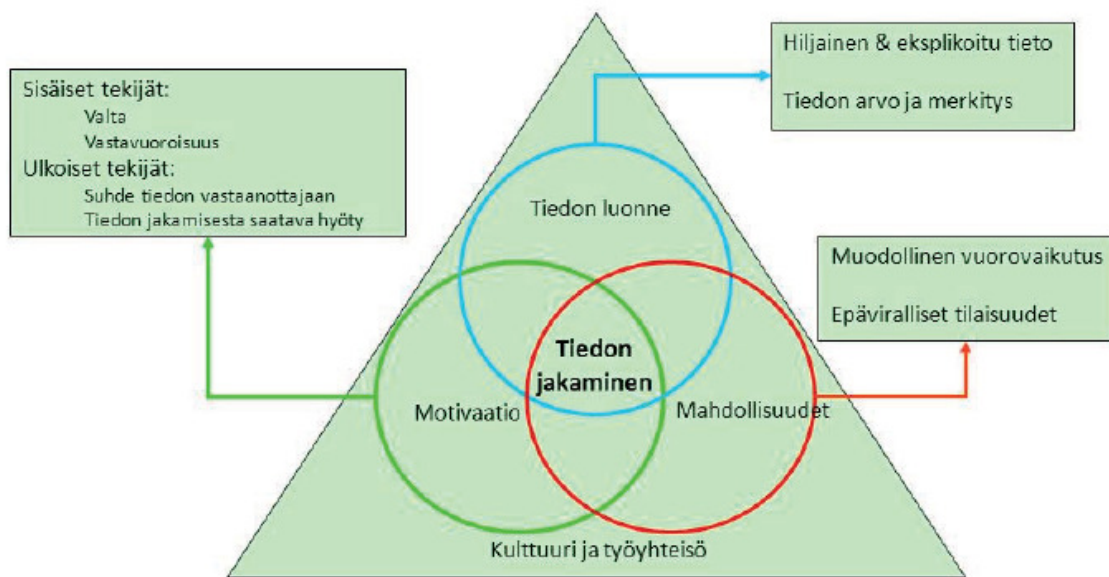 Hiljainen & eksplikoitu tieto
Tiedon arvo ja merkitys
Sisäiset tekijät:
Valta
Vastavuoroisuus
Ulkoiset tekijät:
Suhde tiedon vastaanottajaan
Tiedon jakamisesta saatava hyöty
Tiedon luonne
Muodollinen vuorovaikutus
Epäviralliset tilaisuudet
Tiedon
jakaminen
Motivaatio
Mahdollisuudet
Kulttuuri ja työyhteisö